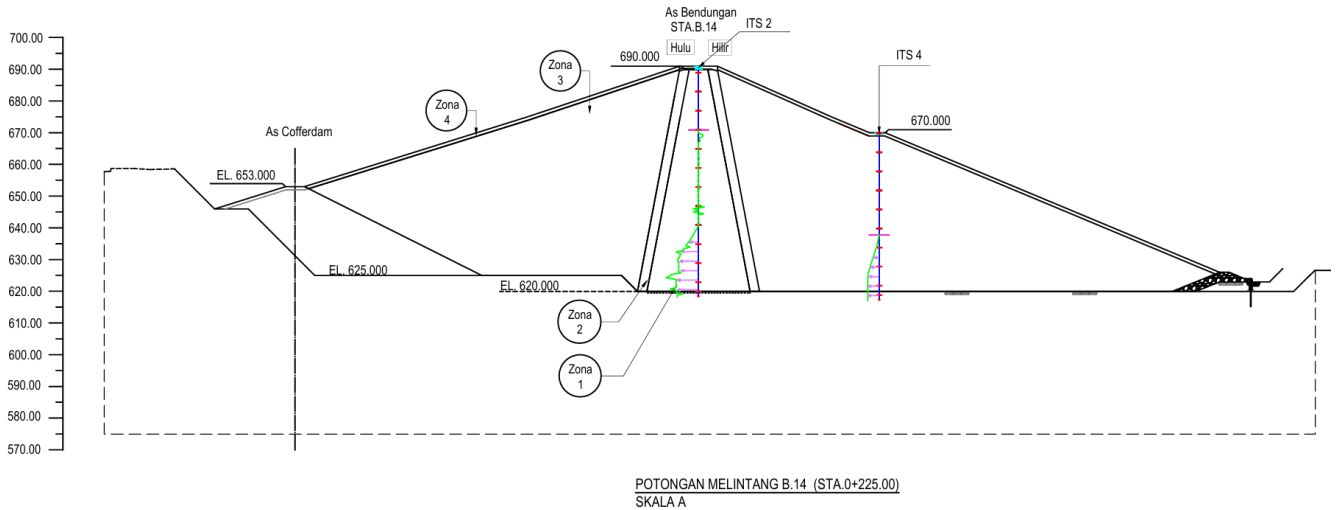 As Bendungan
STA.B.14
ITS 2
Hulu
Hilir
690.000
ITS 4
670.000
Zona
3
Zona
4
As Cofferdam
EL. 653.000
EL. 625.000
EL. 620.000
Zona
2
Zona
1
700.00
690.00
680.00
670.00
660.00
650.00
640.00
630.00
620.00
610.00
600.00
590.00
580.00
570.00
POTONGAN MELINTANG B.14 (STA.0+225.00)
SKALA A